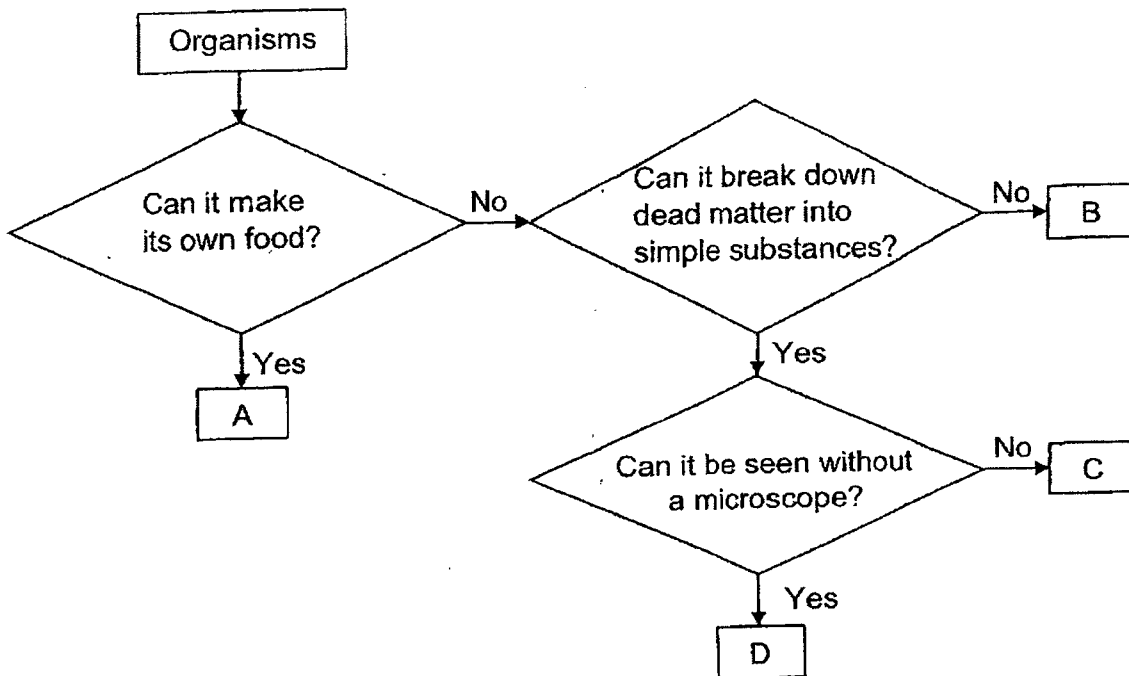 Organisms
Can it make
its own food?
No
Can it break down
dead matter into
simple substances?
No
B
Yes
A
Yes
Can it be seen without
a microscope?
No
C
Yes
D